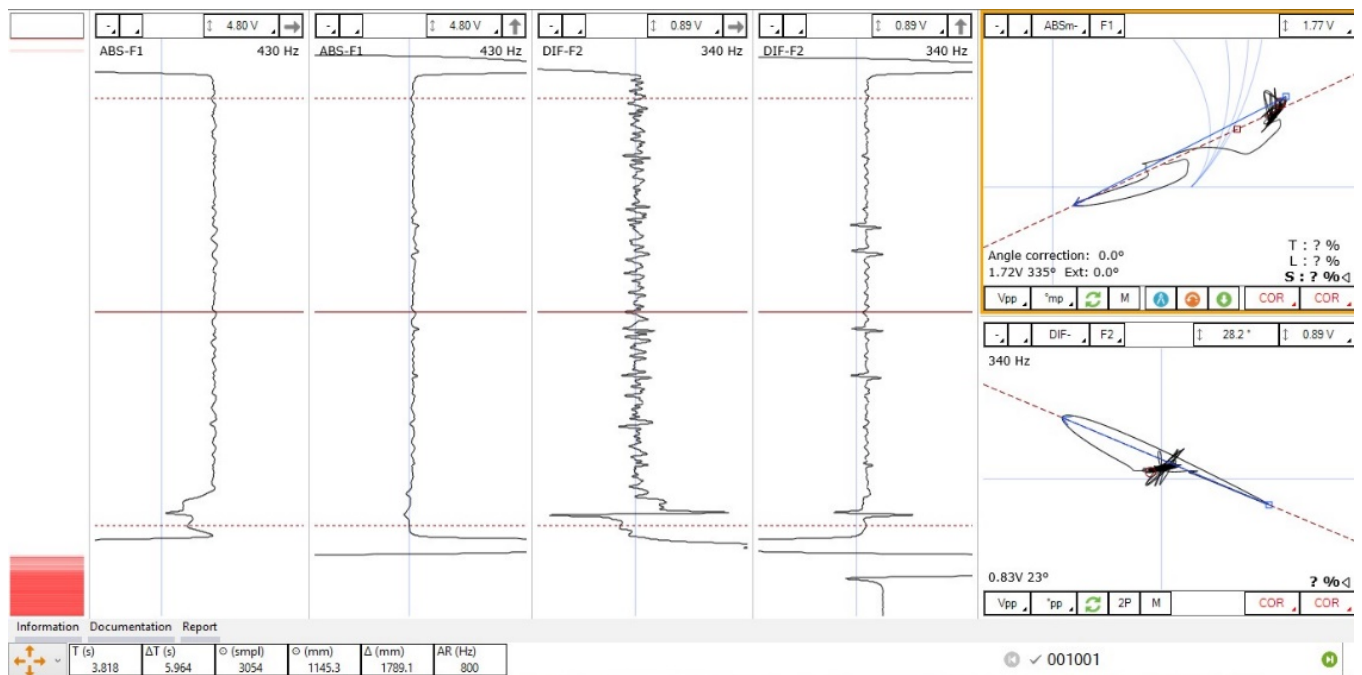 - 4.80 V - 4.80 V - 0.89 V - 0.89 V - ABSm- F1 1.77 V
ABS-F1 430 Hz ABS-F1 430 Hz DIF-F2 340 Hz DIF-F2 340 Hz
T : ? %
Angle correction: 0.0° L : ? %
1.72V 335° Ext: 0.0° S : ? %
Vpp °mp M COR COR
- DIF- F2 28.2 ° 0.89 V
340 Hz
0.83V 23° ? %
Vpp °pp 2P M COR COR
Information Documentation Report
T (s) ΔT (s) ʘ (smpl) ʘ (mm) Δ (mm) AR (Hz)
3.818 5.964 3054 1145.3 1789.1 800
001001